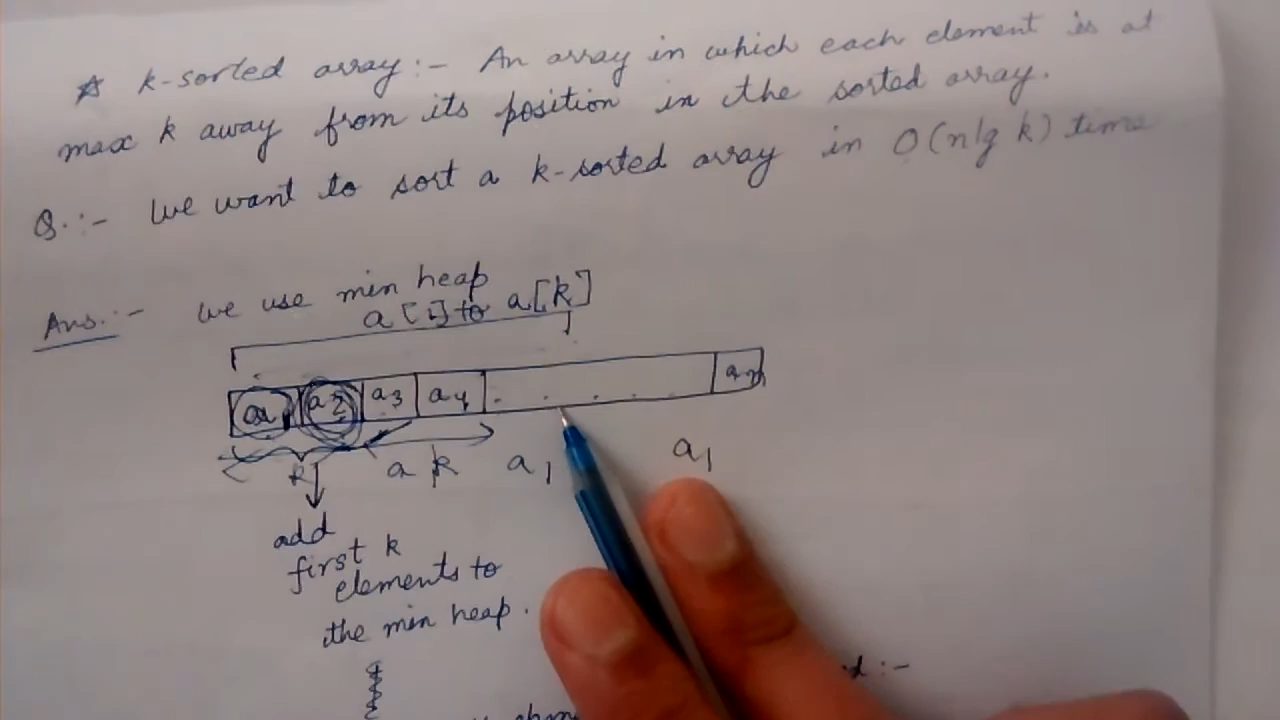 * k-sorted array:- An array in which each element is at
max k away from its position in the sorted array.
Q.:- We want to sort a k-sorted array in O(n lg k) time
Ans.:- We use min heap
a[1] to a[k]
a1 a2 a3 a4 . . . . an
k a k a1 a1
add
first k
elements to
the min heap.